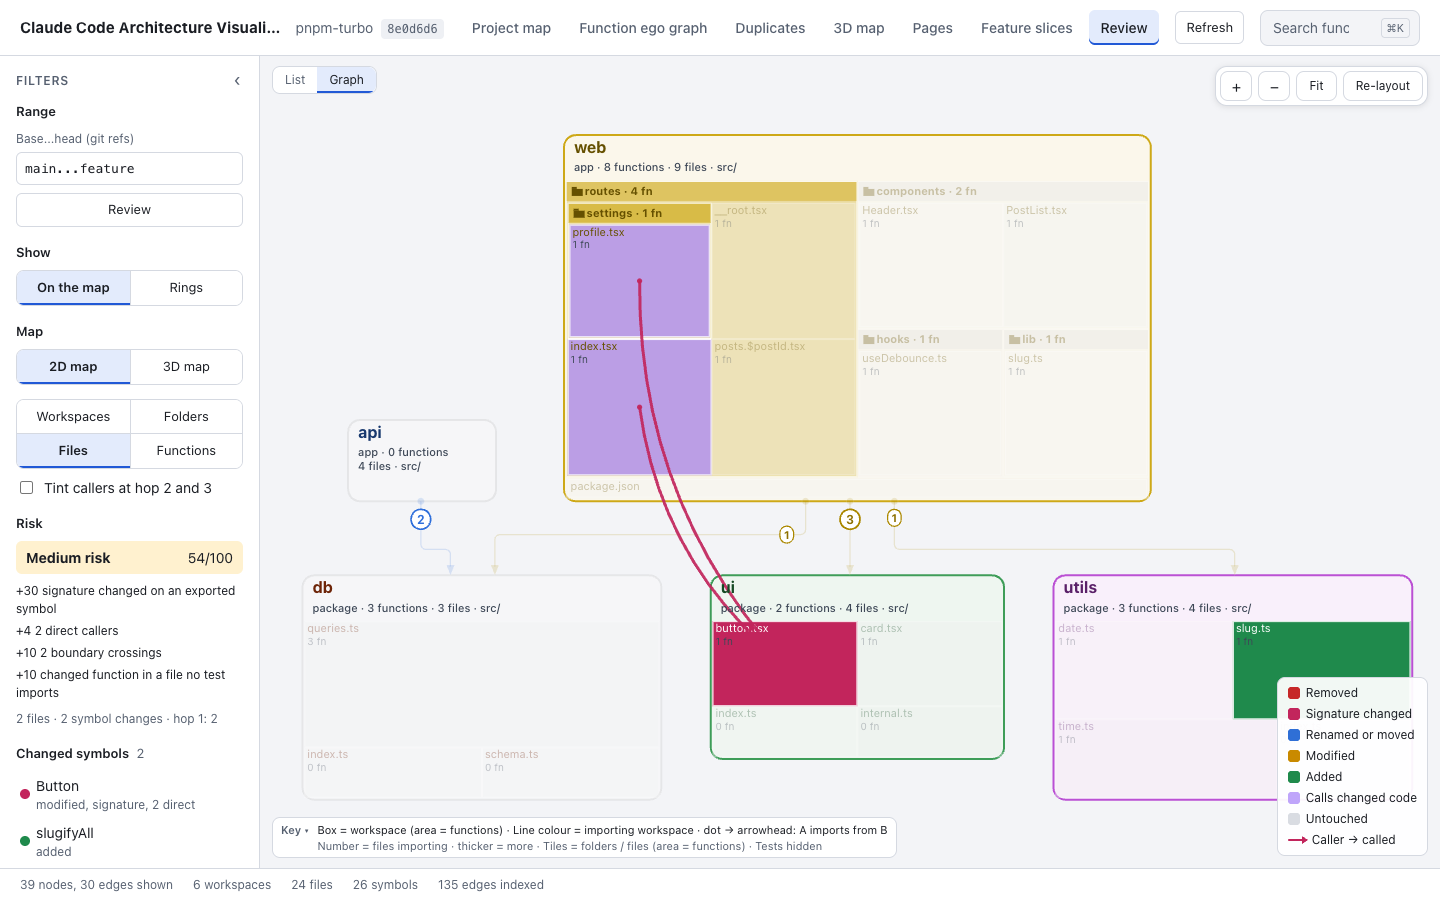 Claude Code Architecture Visuali...
pnpm-turbo
8e0d6d6
Project map
Function ego graph
Duplicates
3D map
Pages
Feature slices
Review
Refresh
Search func
⌘K
FILTERS
Range
Base...head (git refs)
main...feature
Review
Show
On the map
Rings
Map
2D map
3D map
Workspaces
Folders
Files
Functions
Tint callers at hop 2 and 3
Risk
Medium risk
54/100
+30 signature changed on an exported
symbol
+4 2 direct callers
+10 2 boundary crossings
+10 changed function in a file no test
imports
2 files · 2 symbol changes · hop 1: 2
Changed symbols 2
Button
modified, signature, 2 direct
slugifyAll
added
List
Graph
+
−
Fit
Re-layout
web
app · 8 functions · 9 files · src/
routes · 4 fn
components · 2 fn
settings · 1 fn
__root.tsx
1 fn
Header.tsx
1 fn
PostList.tsx
1 fn
profile.tsx
1 fn
index.tsx
1 fn
posts.$postId.tsx
1 fn
hooks · 1 fn
lib · 1 fn
useDebounce.ts
1 fn
slug.ts
1 fn
package.json
api
app · 0 functions
4 files · src/
2
1
3
1
db
package · 3 functions · 3 files · src/
queries.ts
3 fn
index.ts
0 fn
schema.ts
0 fn
ui
package · 2 functions · 4 files · src/
button.tsx
1 fn
card.tsx
1 fn
index.ts
0 fn
internal.ts
0 fn
utils
package · 3 functions · 4 files · src/
date.ts
1 fn
slug.ts
1 fn
time.ts
1 fn
Removed
Signature changed
Renamed or moved
Modified
Added
Calls changed code
Untouched
Caller → called
Key ▾ Box = workspace (area = functions) · Line colour = importing workspace · dot → arrowhead: A imports from B
Number = files importing · thicker = more · Tiles = folders / files (area = functions) · Tests hidden
39 nodes, 30 edges shown
6 workspaces
24 files
26 symbols
135 edges indexed